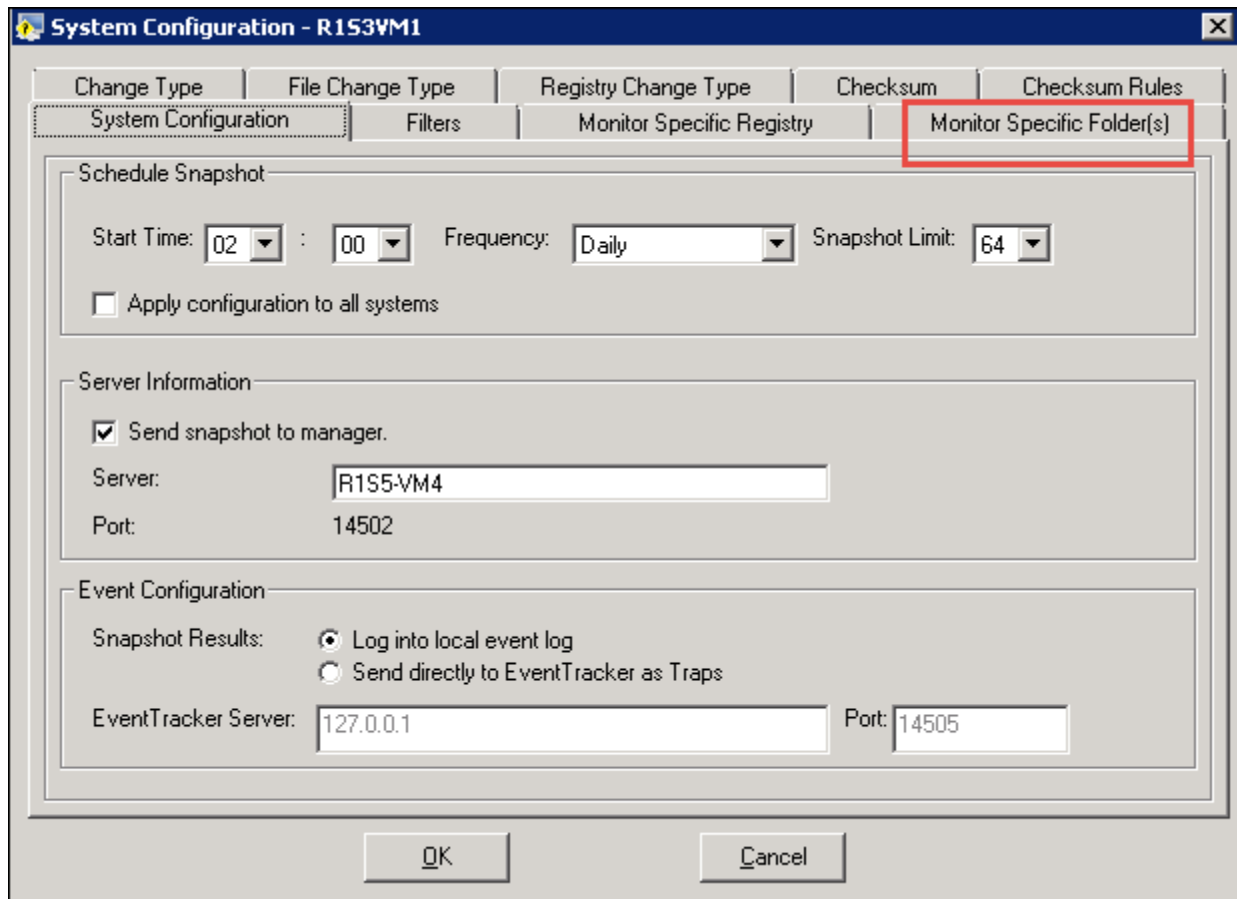 System Configuration - R1S3VM1
Change Type File Change Type Registry Change Type Checksum Checksum Rules
System Configuration Filters Monitor Specific Registry Monitor Specific Folder(s)
Schedule Snapshot
Start Time: 02 : 00 Frequency: Daily Snapshot Limit: 64
Apply configuration to all systems
Server Information
Send snapshot to manager.
Server: R1S5-VM4
Port: 14502
Event Configuration
Snapshot Results: Log into local event log
Send directly to EventTracker as Traps
EventTracker Server: 127.0.0.1 Port: 14505
OK Cancel